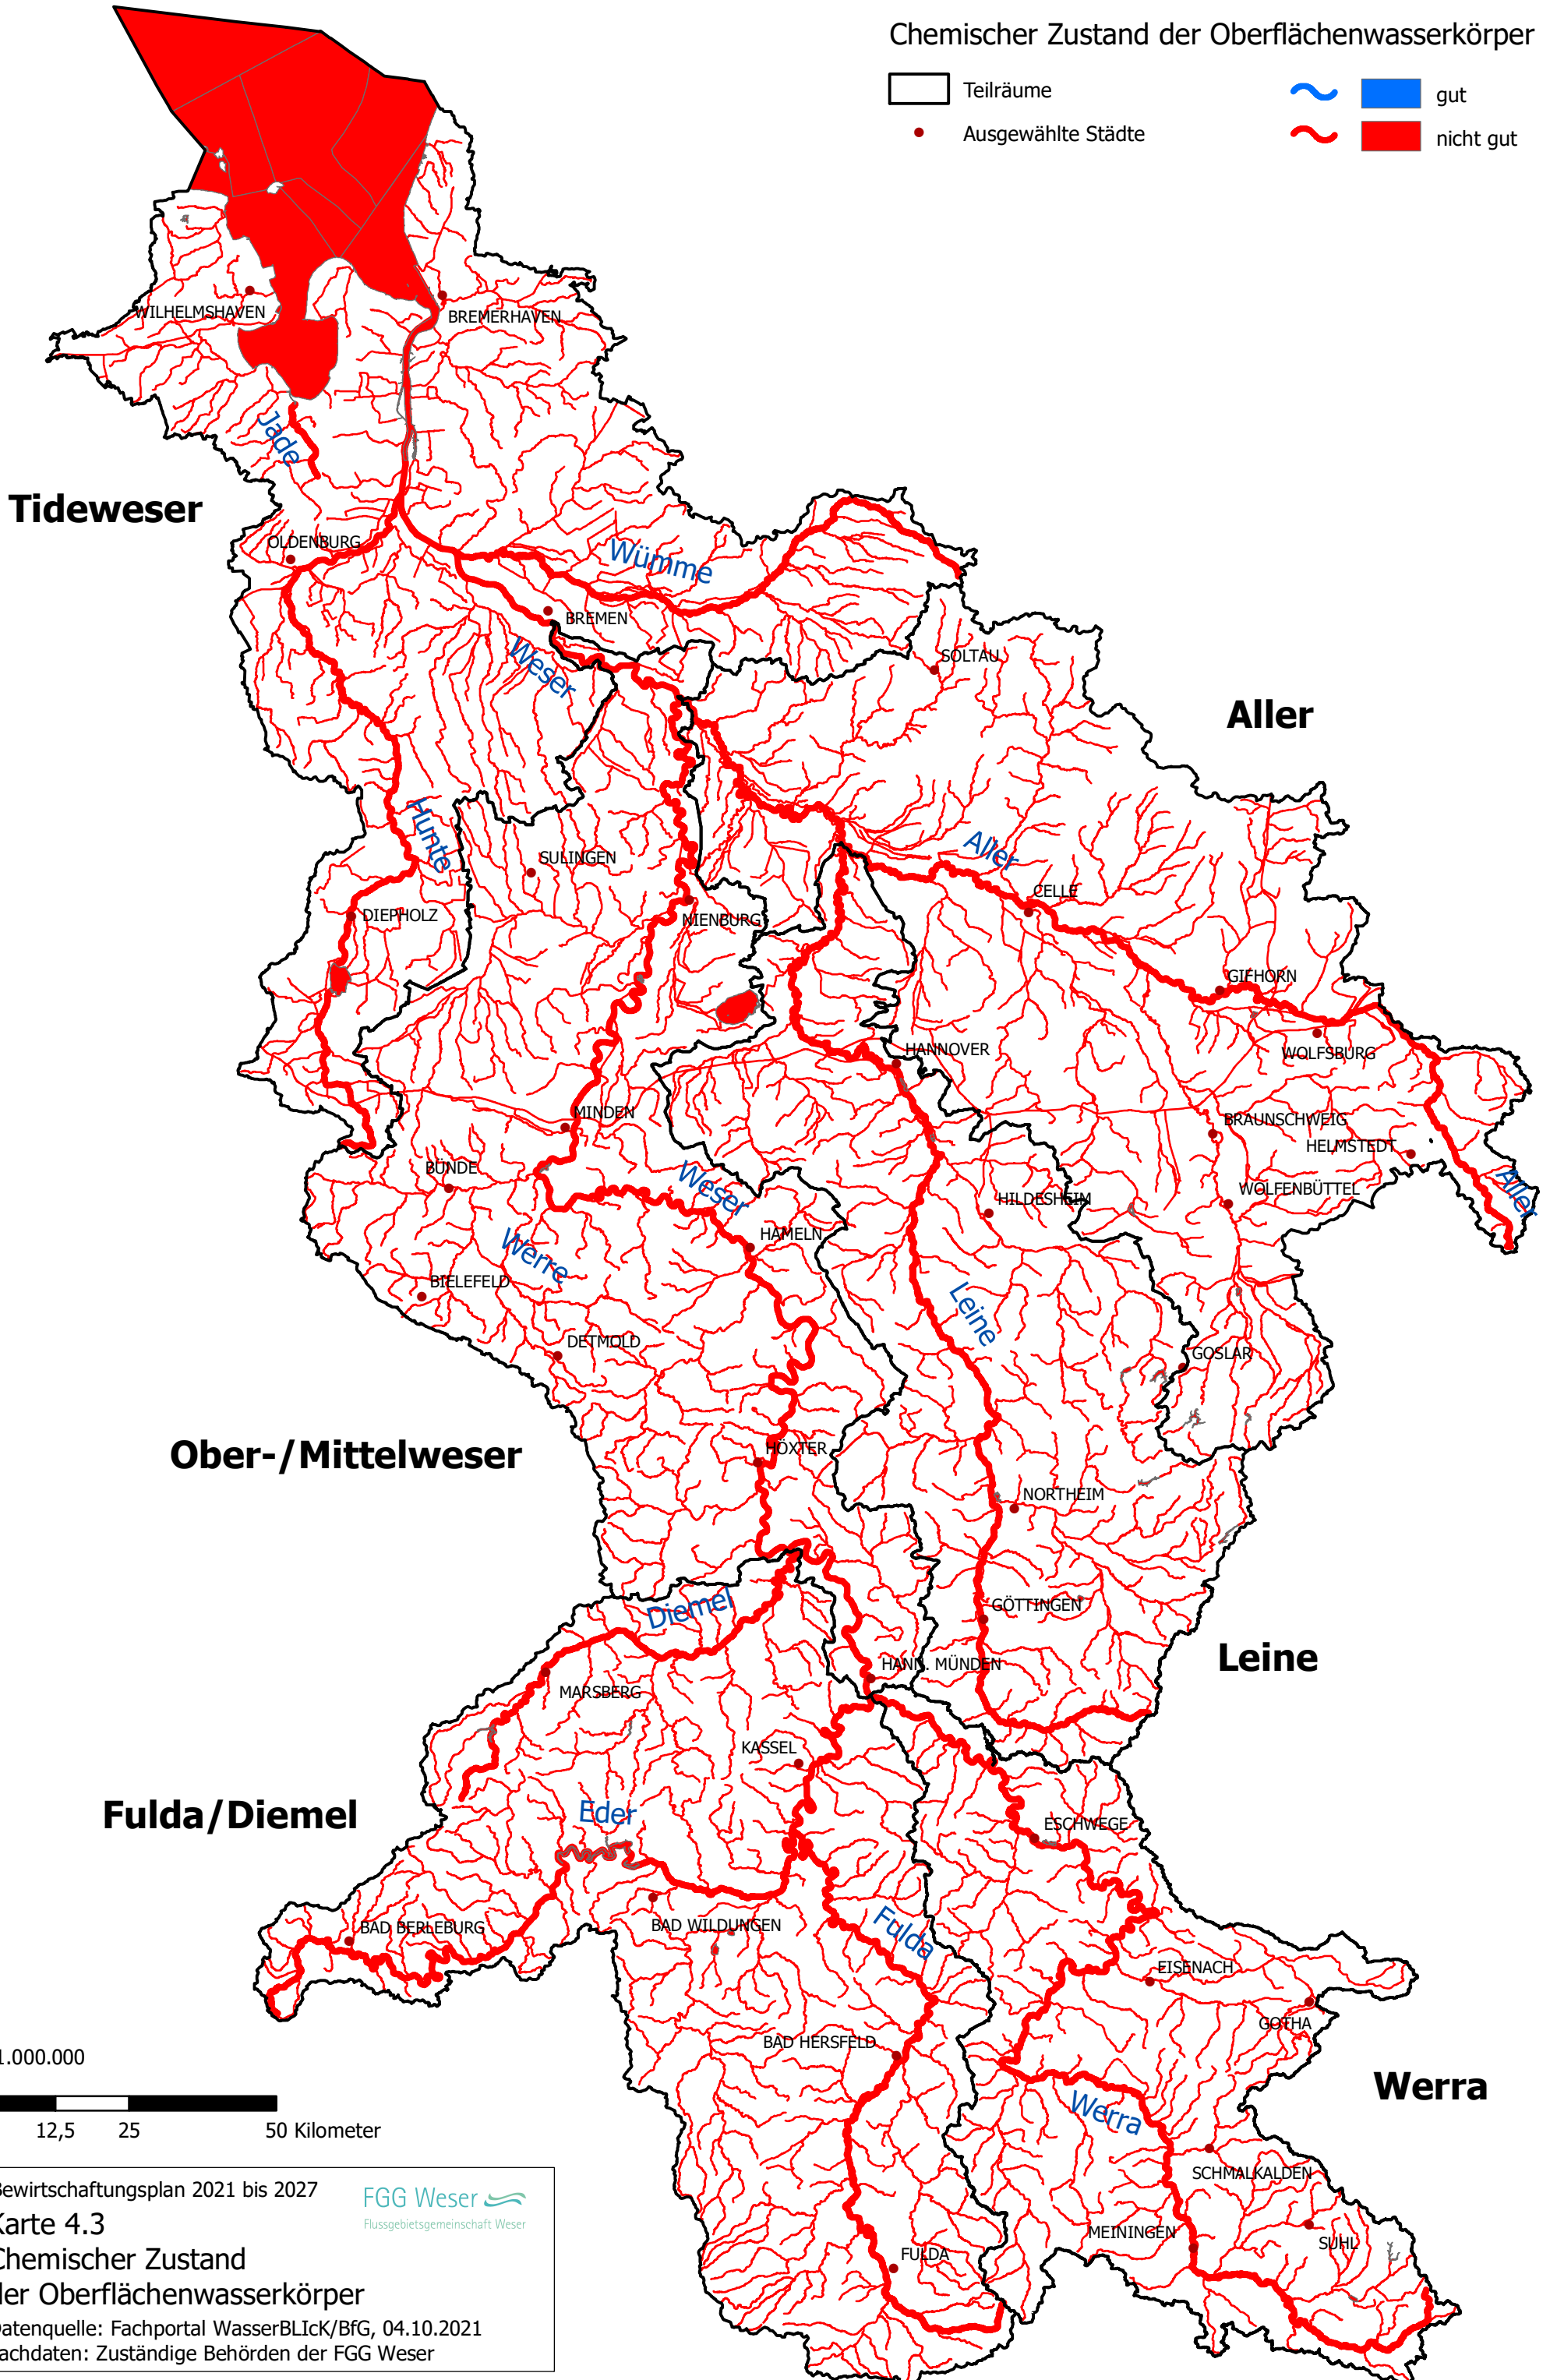 Chemischer Zustand der Oberflächenwasserkörper
Teilräume
gut
Ausgewählte Städte
nicht gut
WILHELMSHAVEN
BREMERHAVEN
Jade
Tideweser
OLDENBURG
Wümme
BREMEN
Weser
SOLTAU
Aller
Hunte
Aller
SULINGEN
CELLE
DIEPHOLZ
NIENBURG
GIFHORN
HANNOVER
WOLFSBURG
MINDEN
BRAUNSCHWEIG
HELMSTEDT
BÜNDE
Weser
WOLFENBÜTTEL
Aller
HILDESHEIM
HAMELN
Werre
BIELEFELD
Leine
DETMOLD
GOSLAR
Ober-/Mittelweser
HÖXTER
NORTHEIM
Diemel
GÖTTINGEN
Leine
HANN. MÜNDEN
MARSBERG
KASSEL
Fulda/Diemel
Eder
ESCHWEGE
BAD BERLEBURG
BAD WILDUNGEN
Fulda
EISENACH
GOTHA
BAD HERSFELD
1.000.000
Werra
Werra
12,5 25 50 Kilometer
SCHMALKALDEN
MEININGEN
SUHL
FULDA
Bewirtschaftungsplan 2021 bis 2027
FGG Weser
Flussgebietsgemeinschaft Weser
Karte 4.3
Chemischer Zustand
der Oberflächenwasserkörper
Datenquelle: Fachportal WasserBLIcK/BfG, 04.10.2021
Fachdaten: Zuständige Behörden der FGG Weser